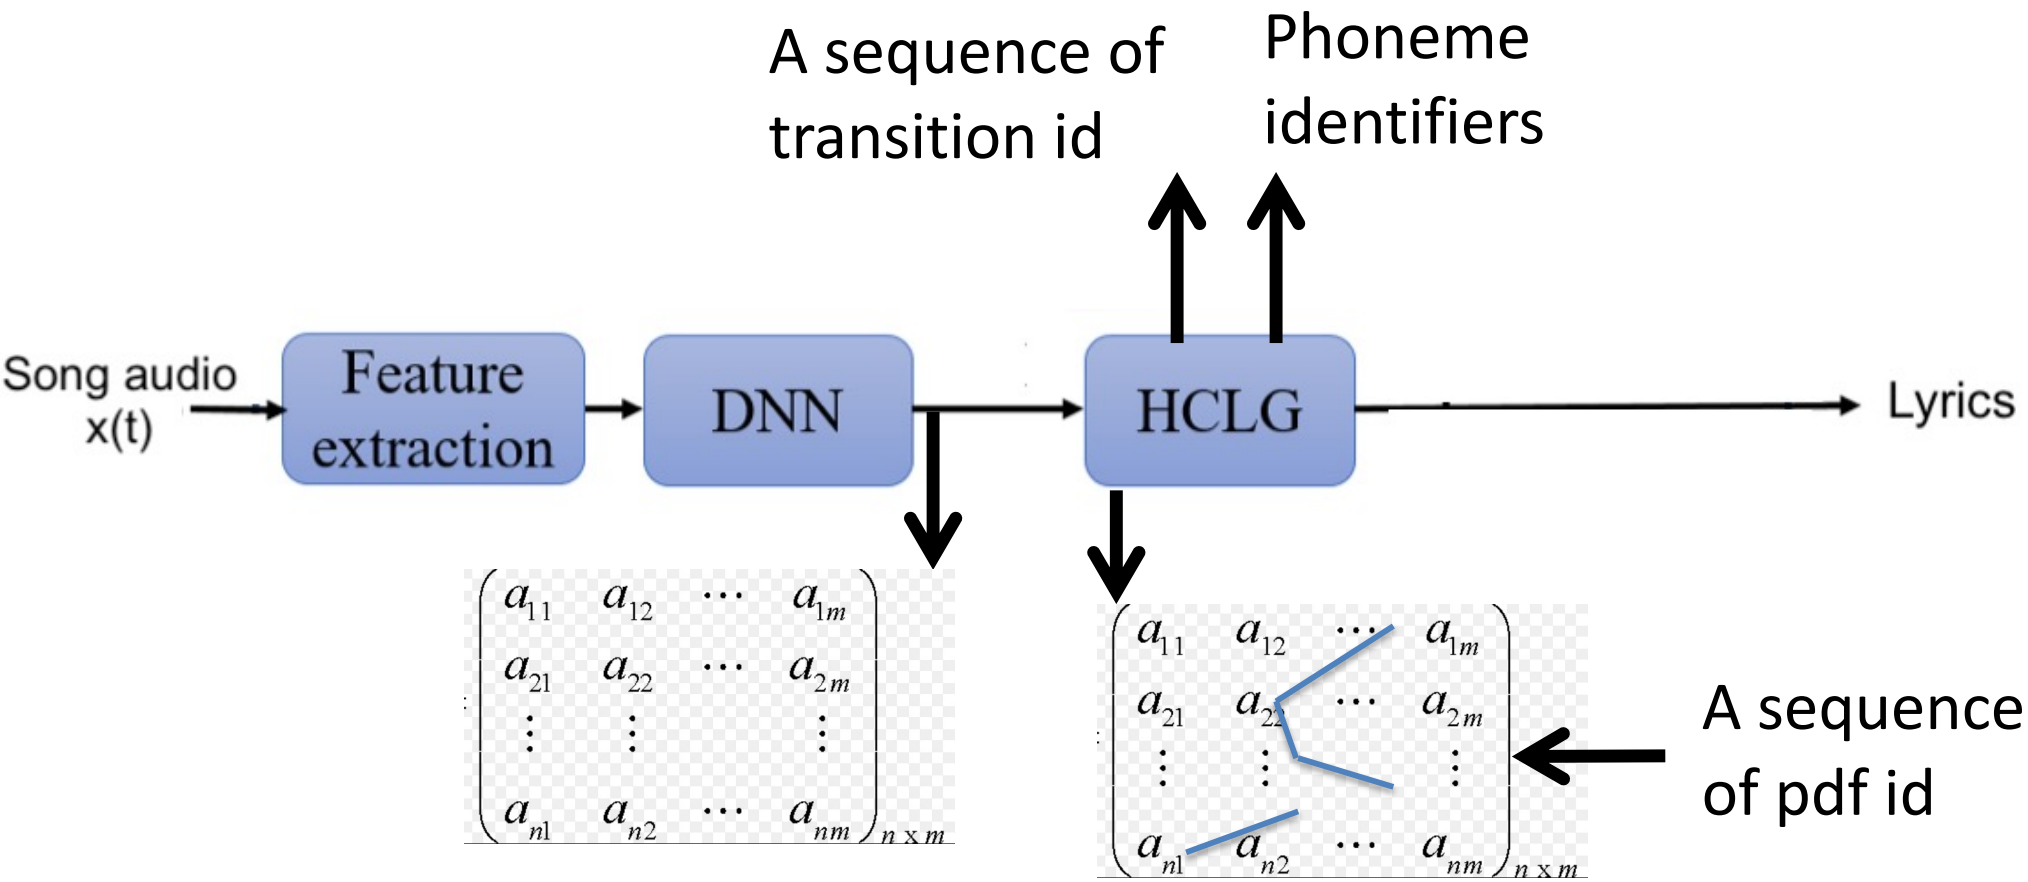 A sequence of
transition id
Phoneme
identifiers
Song audio
x(t)
Feature
extraction
DNN
HCLG
Lyrics
a11 a12 ⋯ a1m
a21 a22 ⋯ a2m
⋮ ⋮ ⋮
an1 an2 ⋯ anm
n x m
a11 a12 ⋯ a1m
a21 a22 ⋯ a2m
⋮ ⋮ ⋮
an1 an2 ⋯ anm
n x m
A sequence
of pdf id